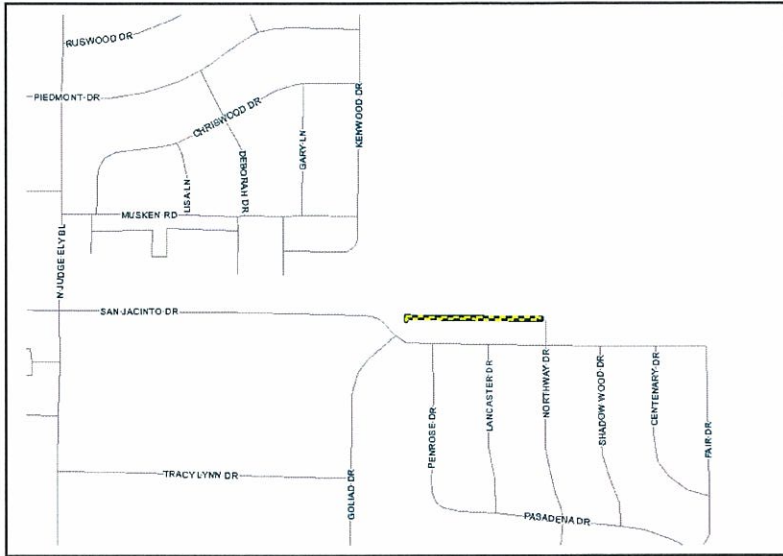 RUSWOOD DR
PIEDMONT DR
CHRISWOOD DR
KENWOOD DR
GARY LN
DEBORAH DR
LISA LN
MUSKEN RD
N JUDGE ELY BL
SAN JACINTO DR
PENROSE DR
LANCASTER DR
NORTHWAY DR
SHADOW WOOD DR
CENTENARY DR
FAIR DR
TRACY LYNN DR
GOLIAD DR
PASADENA DR